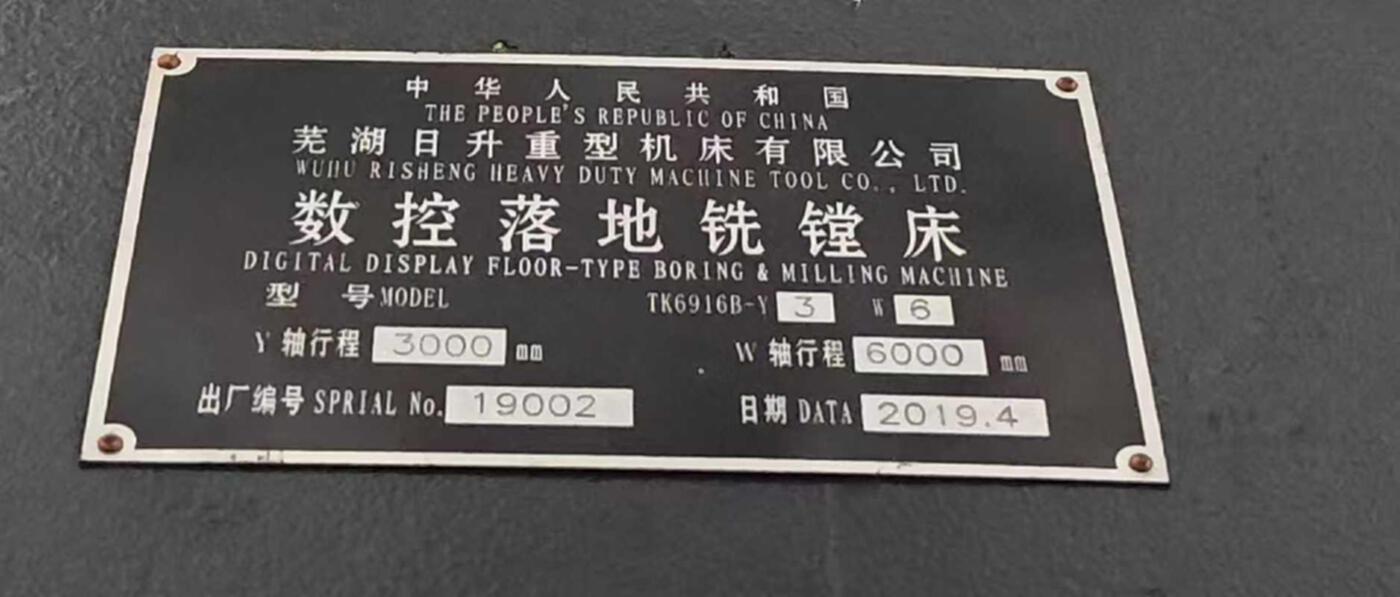 中华人民共和国
THE PEOPLE'S REPUBLIC OF CHINA
芜湖日升重型机床有限公司
WUHU RISHENG HEAVY DUTY MACHINE TOOL CO., LTD.
数控落地铣镗床
DIGITAL DISPLAY FLOOR-TYPE BORING & MILLING MACHINE
型号 MODEL TK6916B-Y 3 W 6
Y 轴行程 3000 mm W 轴行程 6000 mm
出厂编号 SPRIAL No. 19002 日期 DATA 2019.4